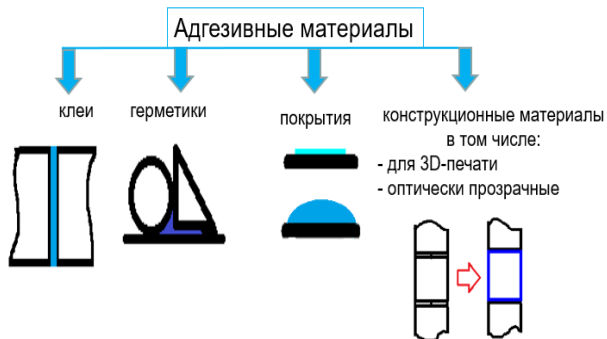 Адгезивные материалы
клеи
герметики
покрытия
конструкционные материалы
в том числе:
- для 3D-печати
- оптически прозрачные